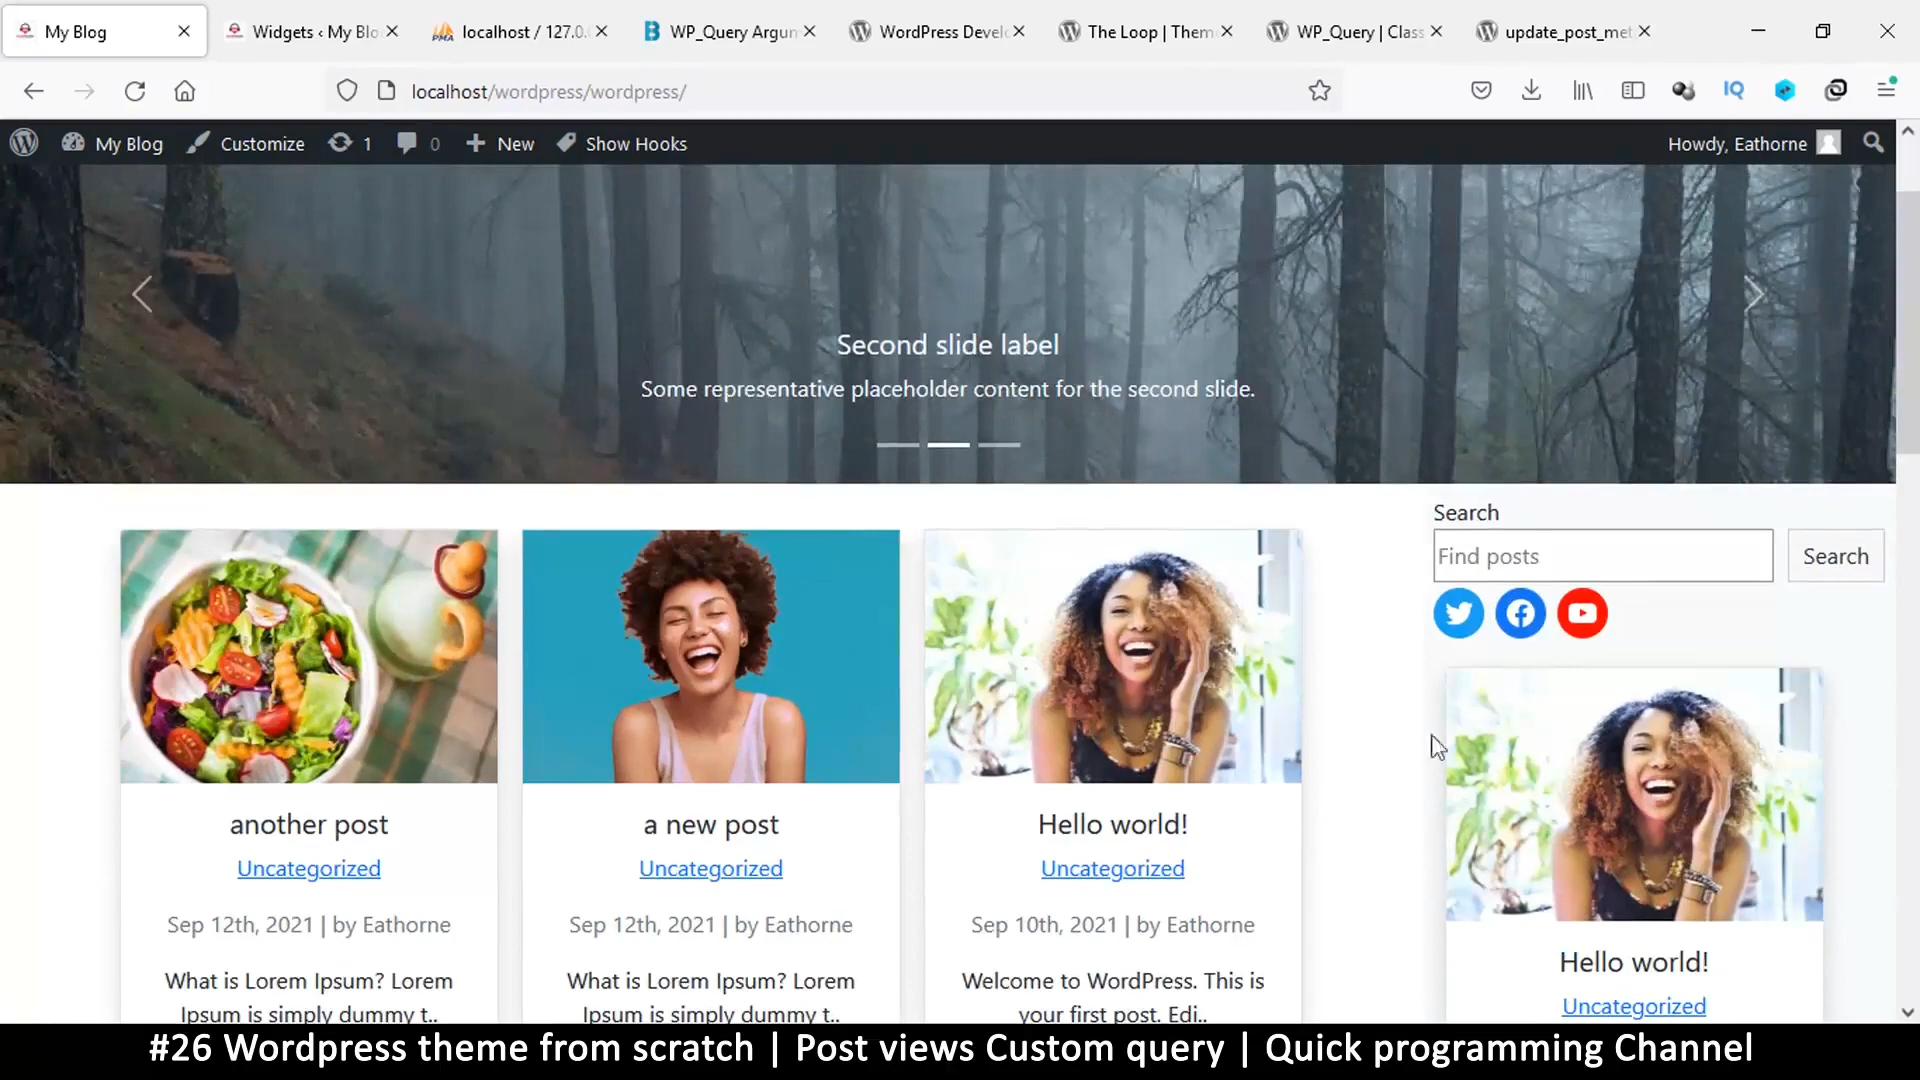 My Blog
Widgets ‹ My Blo
localhost / 127.0.
WP_Query Argun
WordPress Devel
The Loop | Them
WP_Query | Class
update_post_met
localhost/wordpress/wordpress/
IQ
My Blog
Customize
1
0
New
Show Hooks
Howdy, Eathorne
Second slide label
Some representative placeholder content for the second slide.
Search
Find posts
Search
another post
Uncategorized
Sep 12th, 2021 | by Eathorne
What is Lorem Ipsum? Lorem
Ipsum is simply dummy t..
a new post
Uncategorized
Sep 12th, 2021 | by Eathorne
What is Lorem Ipsum? Lorem
Ipsum is simply dummy t..
Hello world!
Uncategorized
Sep 10th, 2021 | by Eathorne
Welcome to WordPress. This is
your first post. Edi..
Hello world!
Uncategorized
#26 Wordpress theme from scratch | Post views Custom query | Quick programming Channel